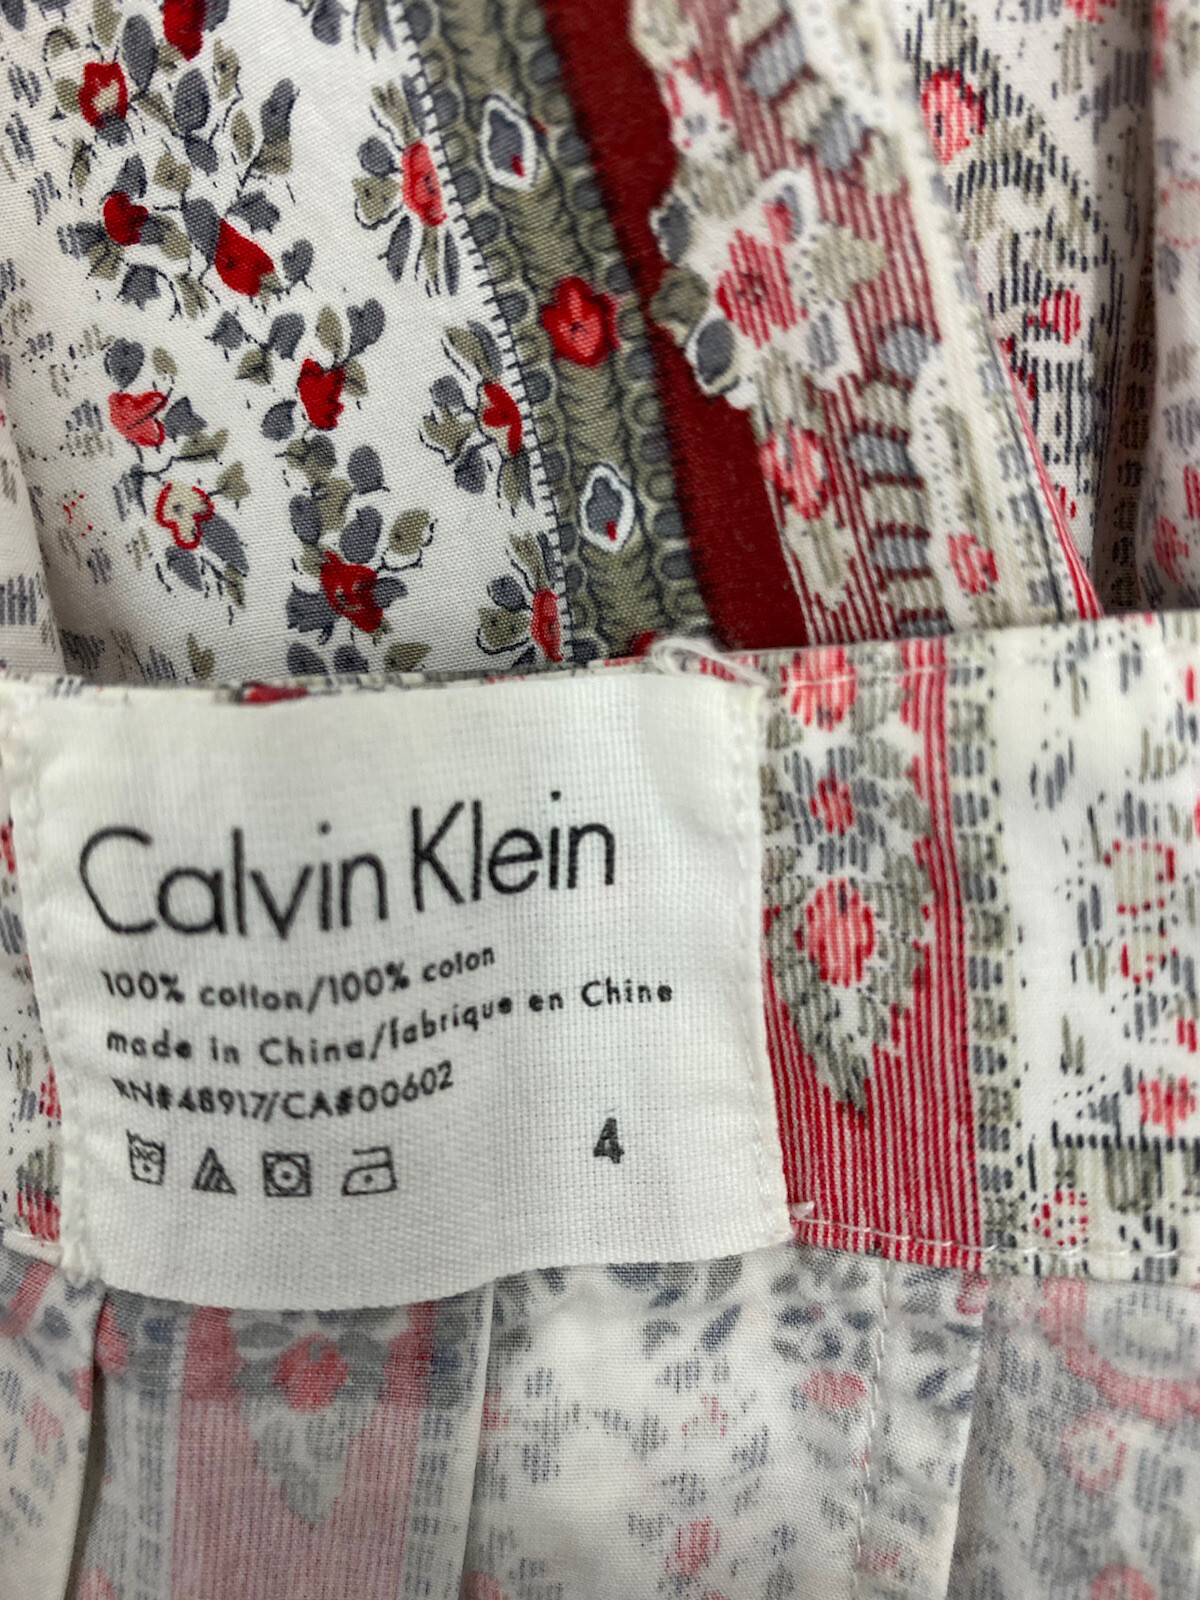 Calvin Klein
100% cotton/100% coton
made in China/fabrique en Chine
RN#48917/CA#00602
4